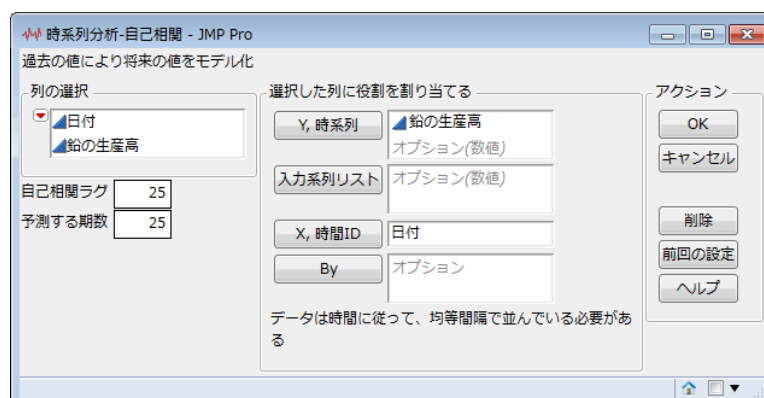 時系列分析-自己相関 - JMP Pro
過去の値により将来の値をモデル化
列の選択
日付
鉛の生産高
自己相関ラグ 25
予測する期数 25
選択した列に役割を割り当てる
Y, 時系列
鉛の生産高
オプション(数値)
入力系列リスト
オプション(数値)
X, 時間ID
日付
By
オプション
データは時間に従って、均等間隔で並んでいる必要があ
る
アクション
OK
キャンセル
削除
前回の設定
ヘルプ